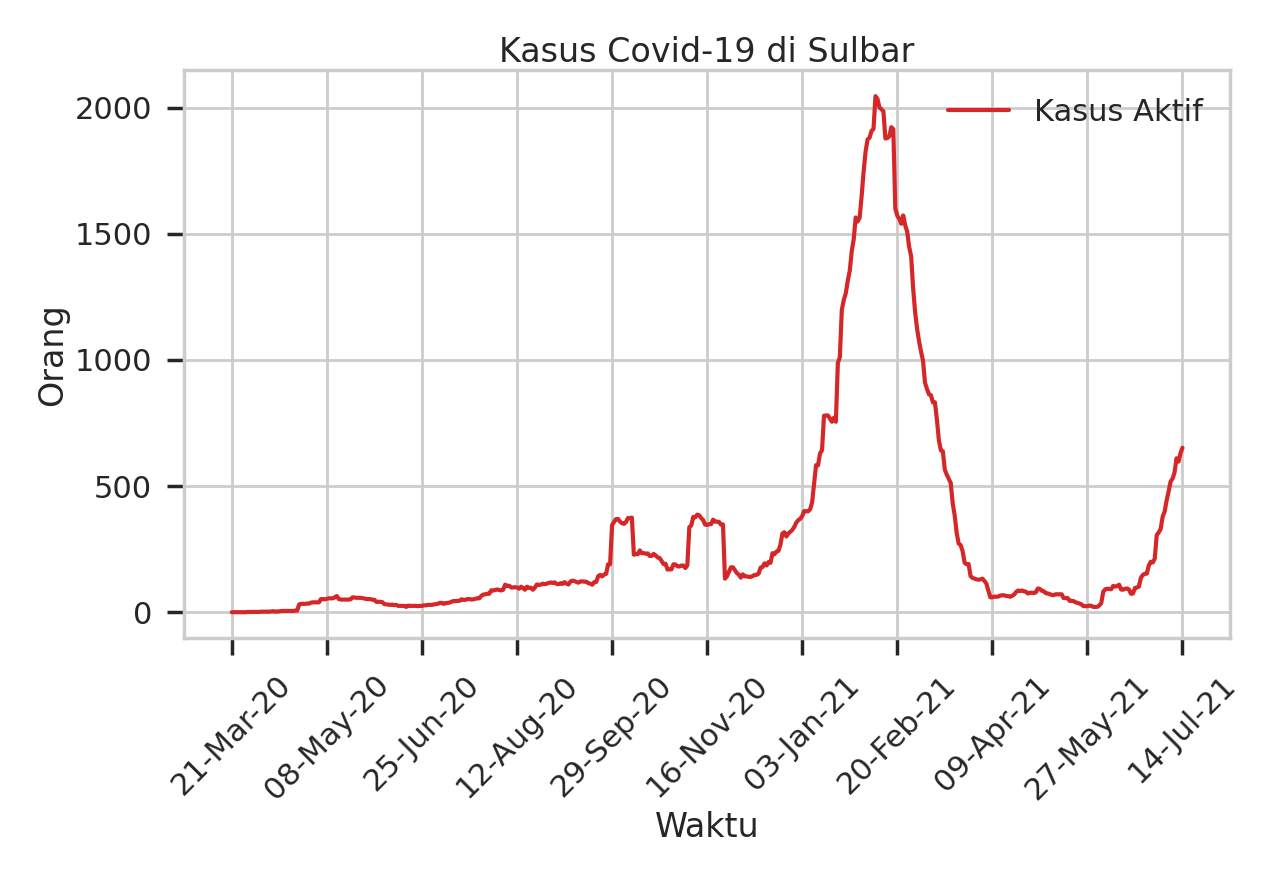 Kasus Covid-19 di Sulbar
Kasus Aktif
Orang
2000
1500
1000
500
0
21-Mar-20
08-May-20
25-Jun-20
12-Aug-20
29-Sep-20
16-Nov-20
03-Jan-21
20-Feb-21
09-Apr-21
27-May-21
14-Jul-21
Waktu